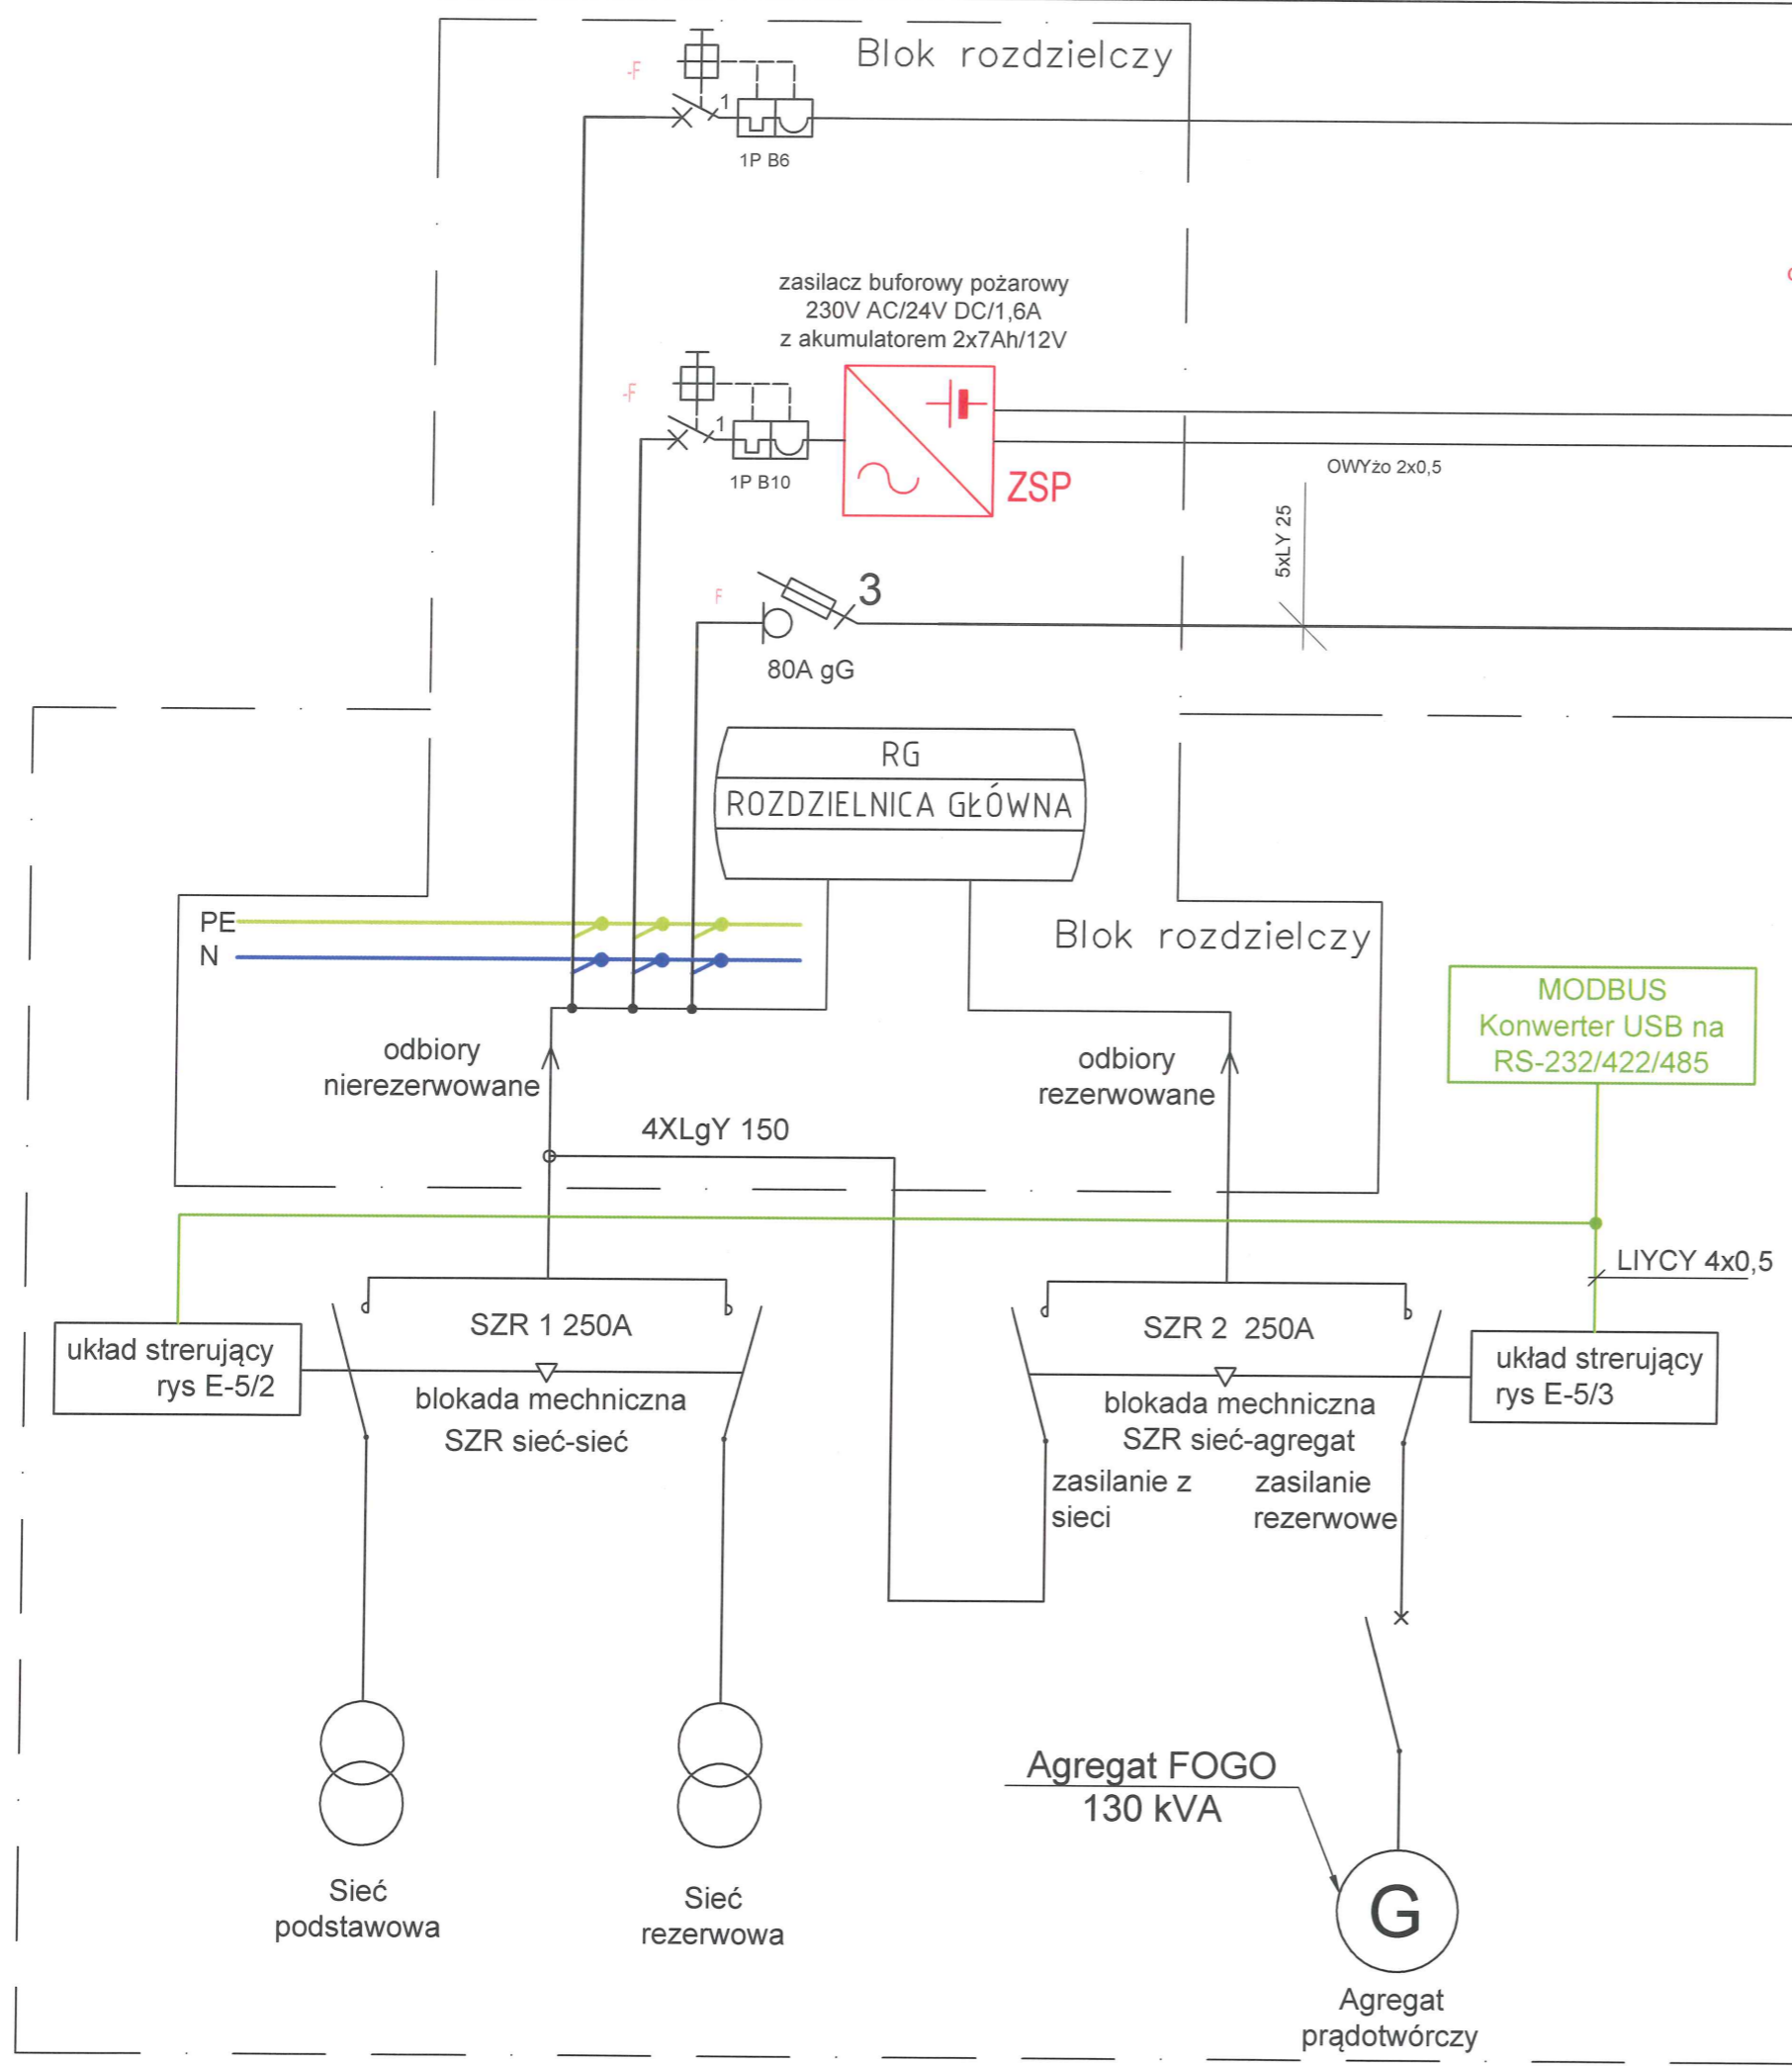 Blok rozdzielczy
-F
1
1P B6
zasilacz buforowy pożarowy
230V AC/24V DC/1,6A
z akumulatorem 2x7Ah/12V
-F
1
1P B10
ZSP
OWYżo 2x0,5
5xLY 25
F
3
80A gG
RG
ROZDZIELNICA GŁÓWNA
PE
N
Blok rozdzielczy
MODBUS
Konwerter USB na
RS-232/422/485
odbiory
nierezerwowane
odbiory
rezerwowane
4XLgY 150
LIYCY 4x0,5
SZR 1 250A
SZR 2 250A
układ strerujący
rys E-5/2
układ strerujący
rys E-5/3
blokada mechniczna
SZR sieć-sieć
blokada mechniczna
SZR sieć-agregat
zasilanie z
sieci
zasilanie
rezerwowe
Agregat FOGO
130 kVA
G
Sieć
podstawowa
Sieć
rezerwowa
Agregat
prądotwórczy